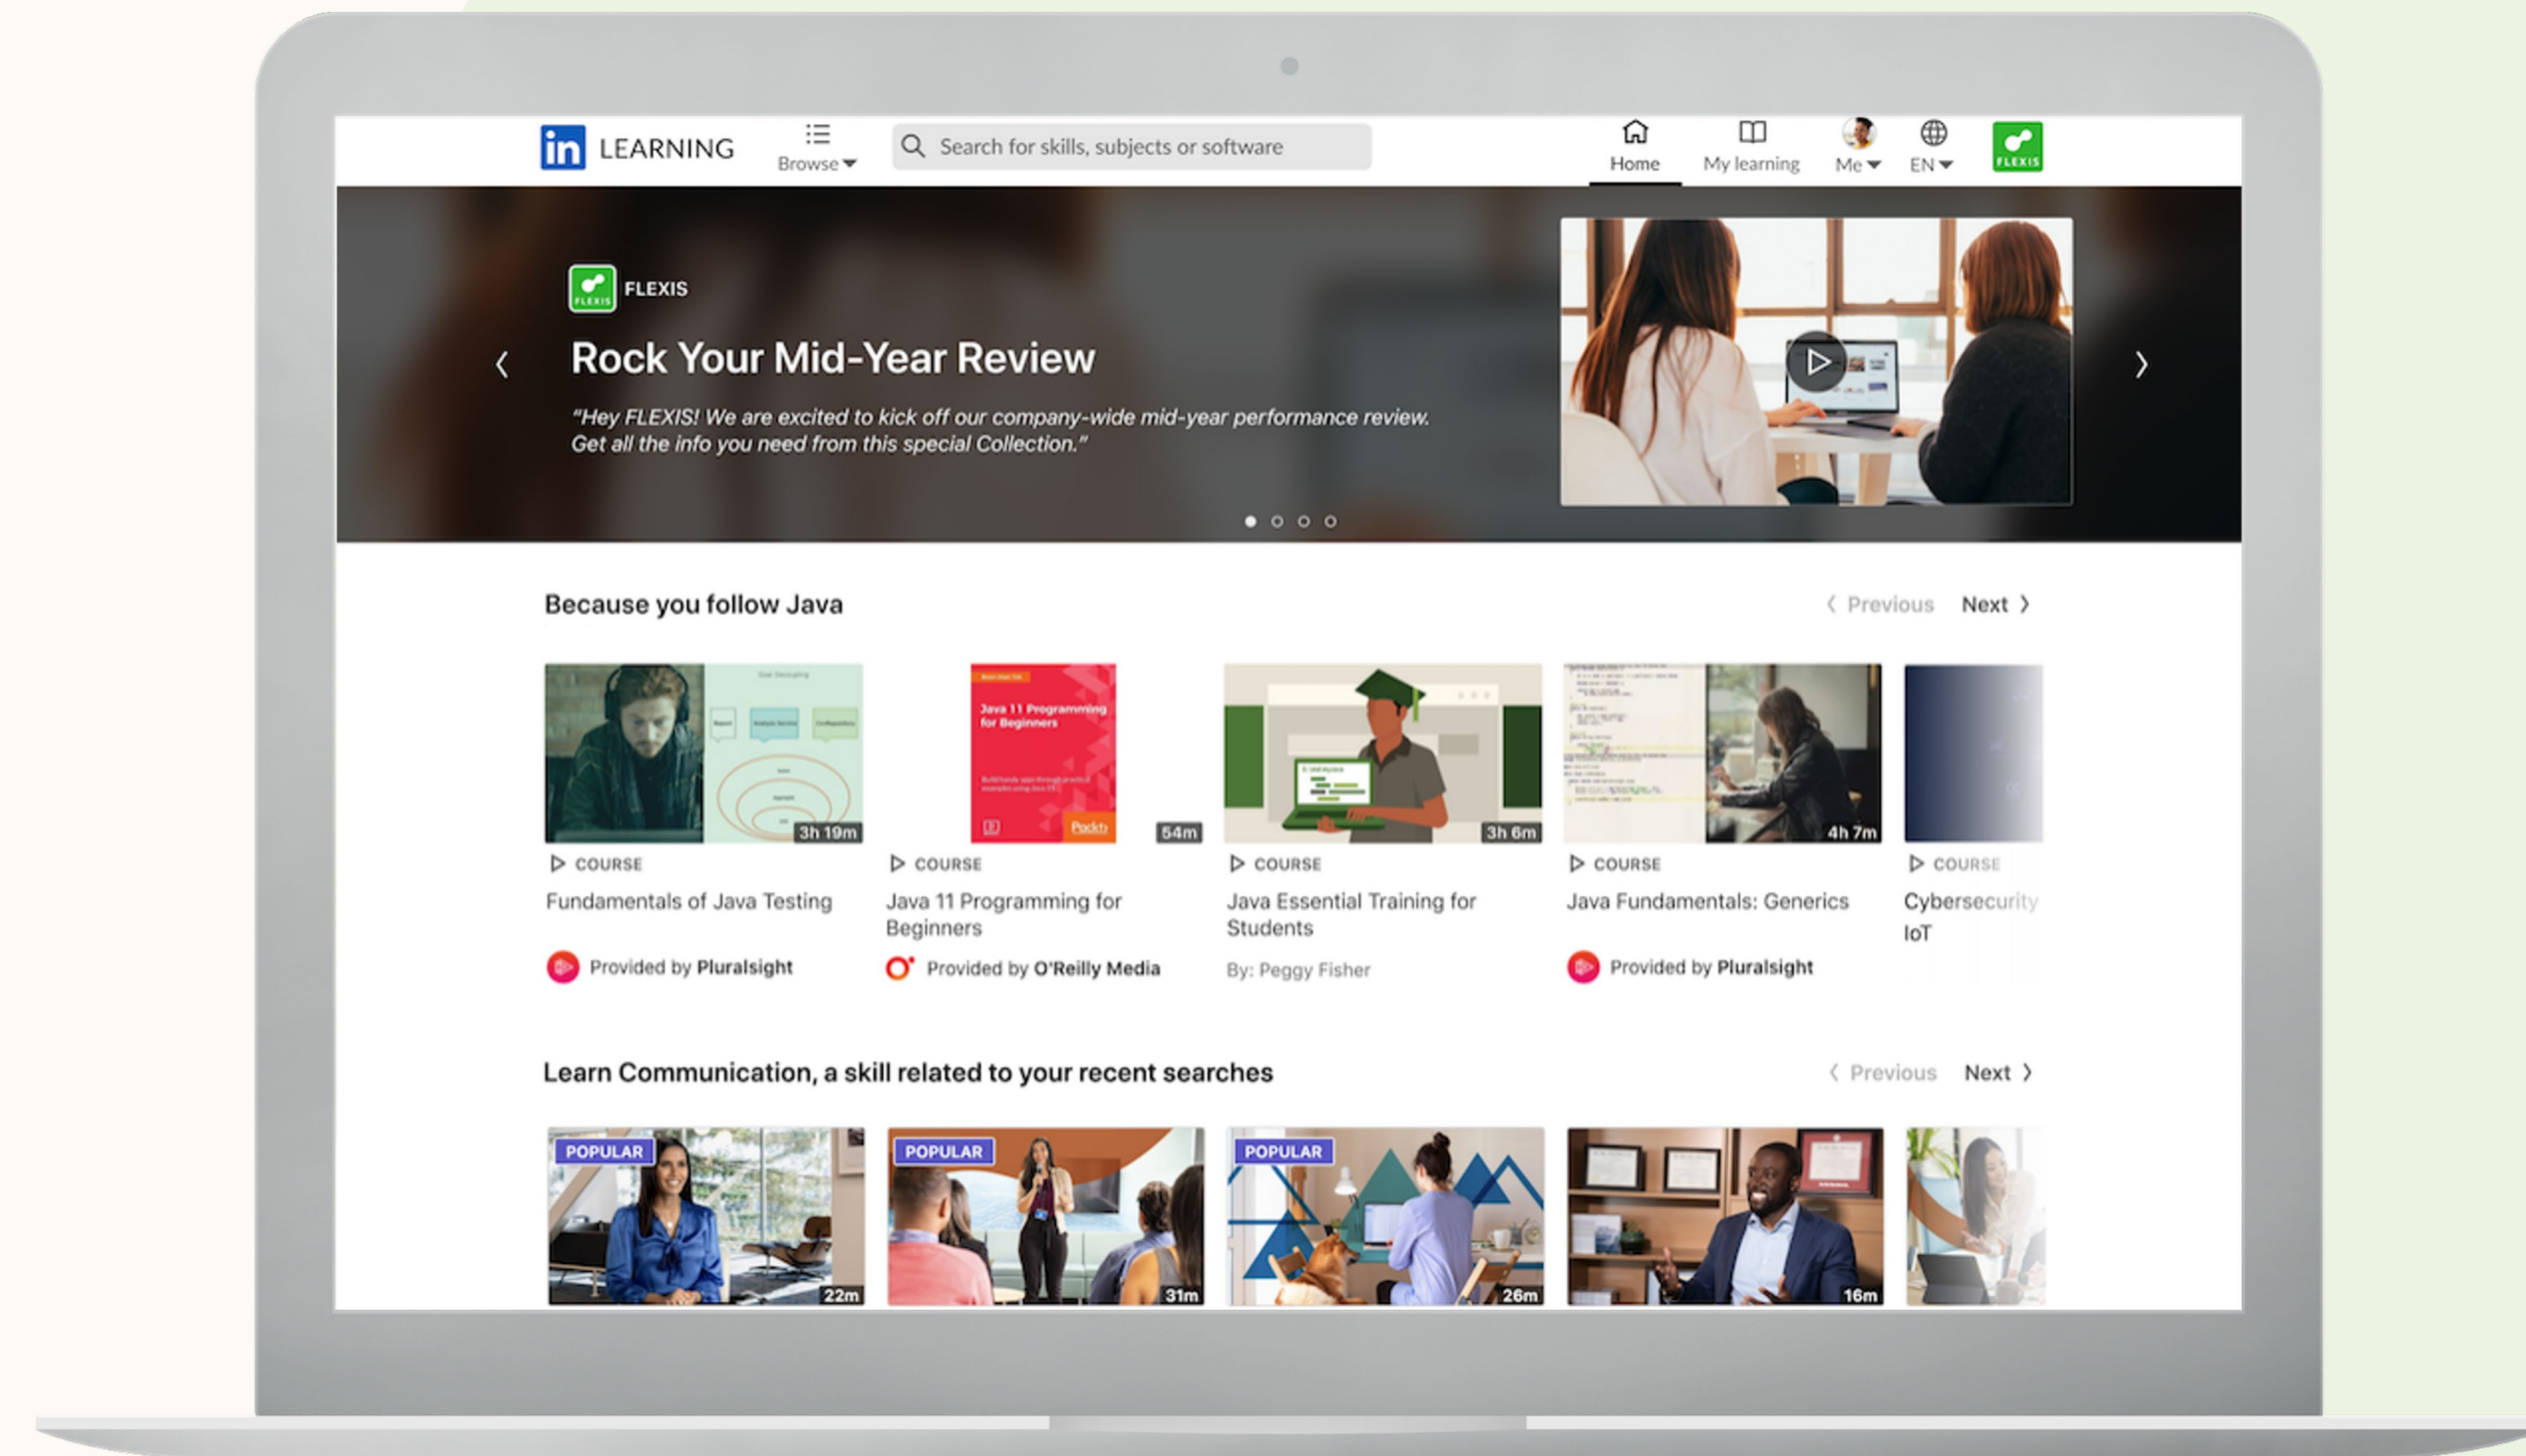 in LEARNING
Browse
Search for skills, subjects or software
Home
My learning
Me
EN
FLEXIS
FLEXIS
FLEXIS
Rock Your Mid-Year Review
"Hey FLEXIS! We are excited to kick off our company-wide mid-year performance review.
Get all the info you need from this special Collection."
Because you follow Java
Previous Next
Java 11 Programming
for Beginners
Packt
3h 19m
54m
3h 6m
4h 7m
COURSE
COURSE
COURSE
COURSE
COURSE
Fundamentals of Java Testing
Java 11 Programming for
Beginners
Java Essential Training for
Students
Java Fundamentals: Generics
Cybersecurity
IoT
Provided by Pluralsight
Provided by O'Reilly Media
By: Peggy Fisher
Provided by Pluralsight
Learn Communication, a skill related to your recent searches
Previous Next
POPULAR
POPULAR
POPULAR
22m
31m
26m
16m